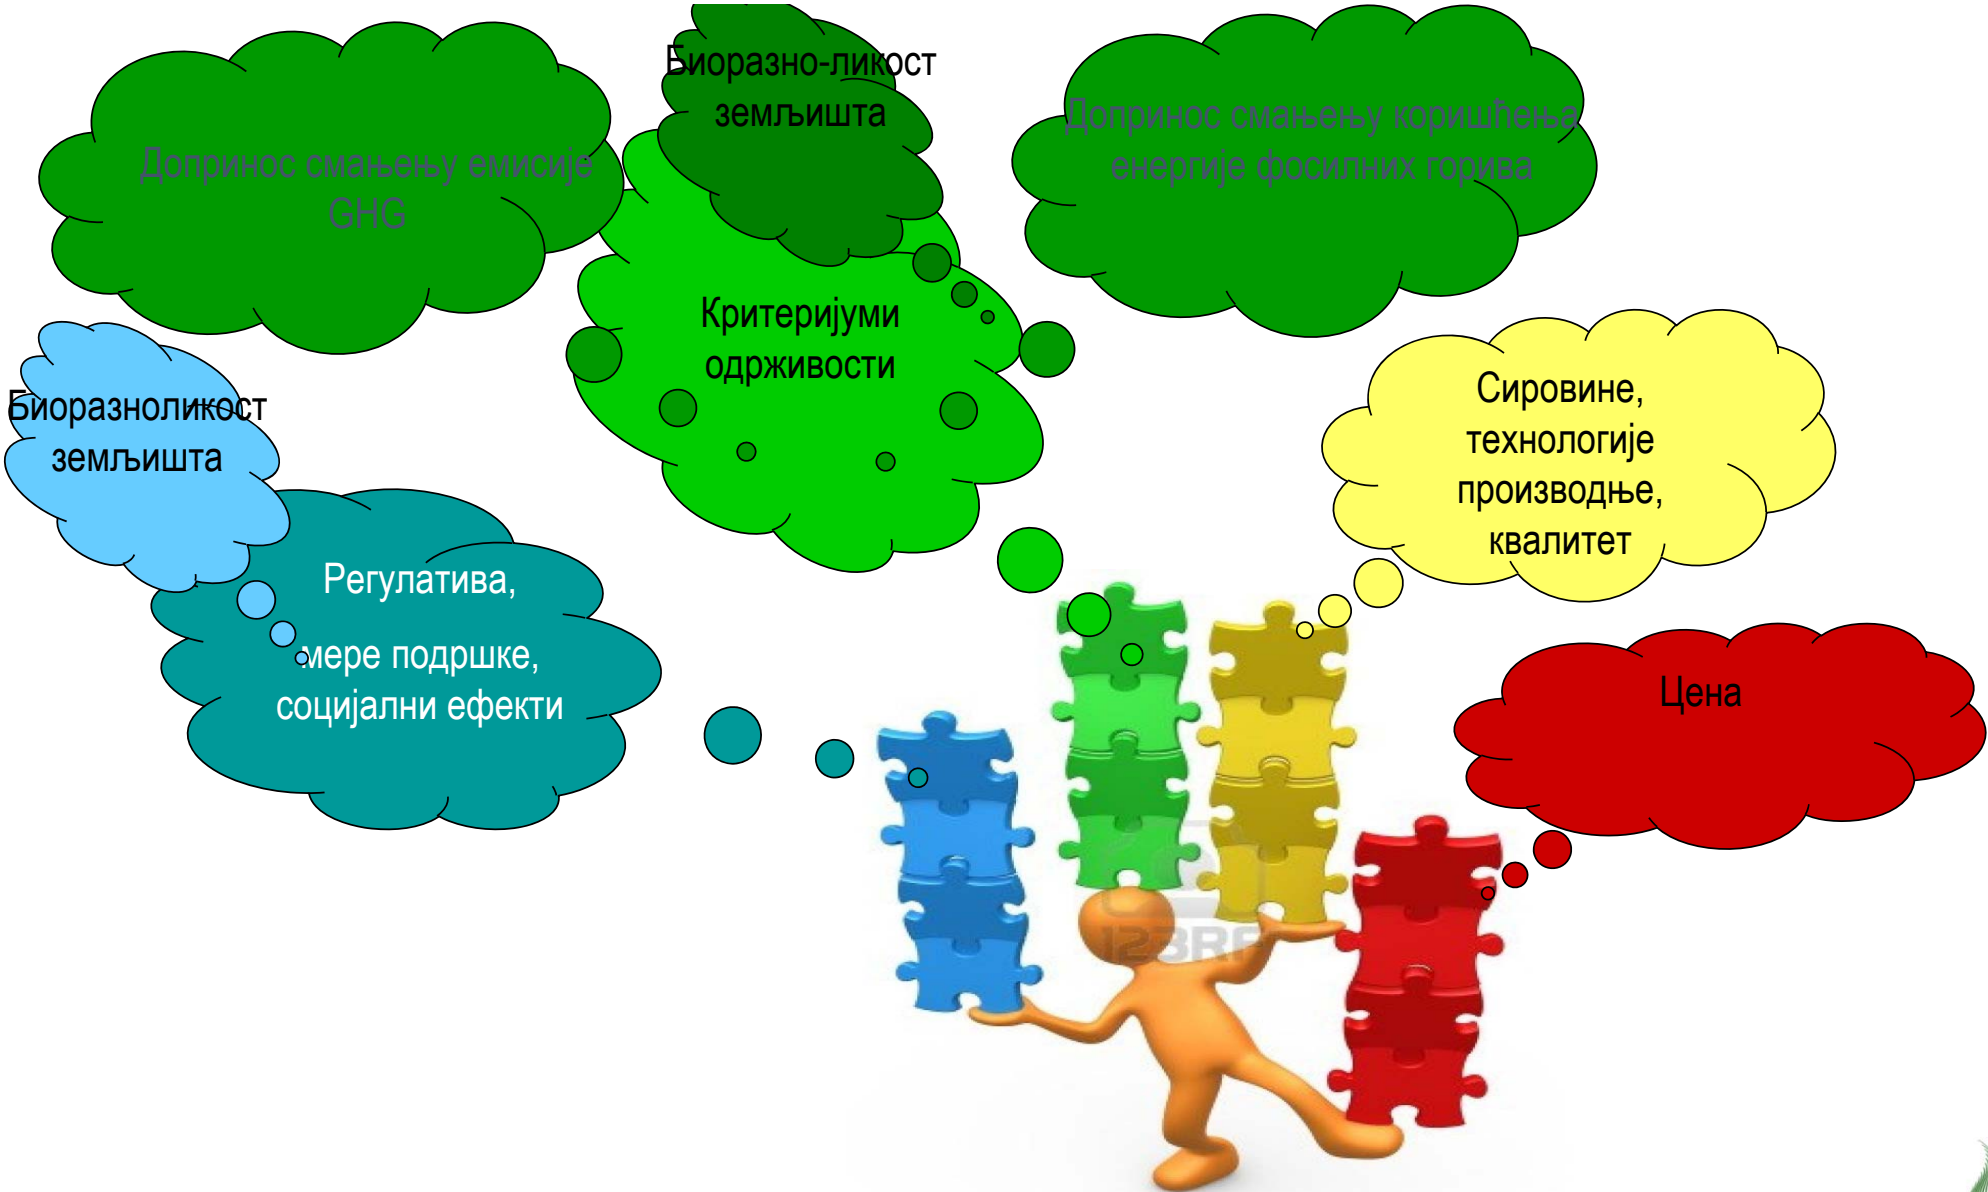 Биоразно-ликост
земљишта
Допринос смањењу емисије
GHG
Допринос смањењу коришћења
енергије фосилних горива
Критеријуми
одрживости
Биоразноликост
земљишта
Сировине,
технологије
производње,
квалитет
Регулатива,
мере подршке,
социјални ефекти
Цена
123RF